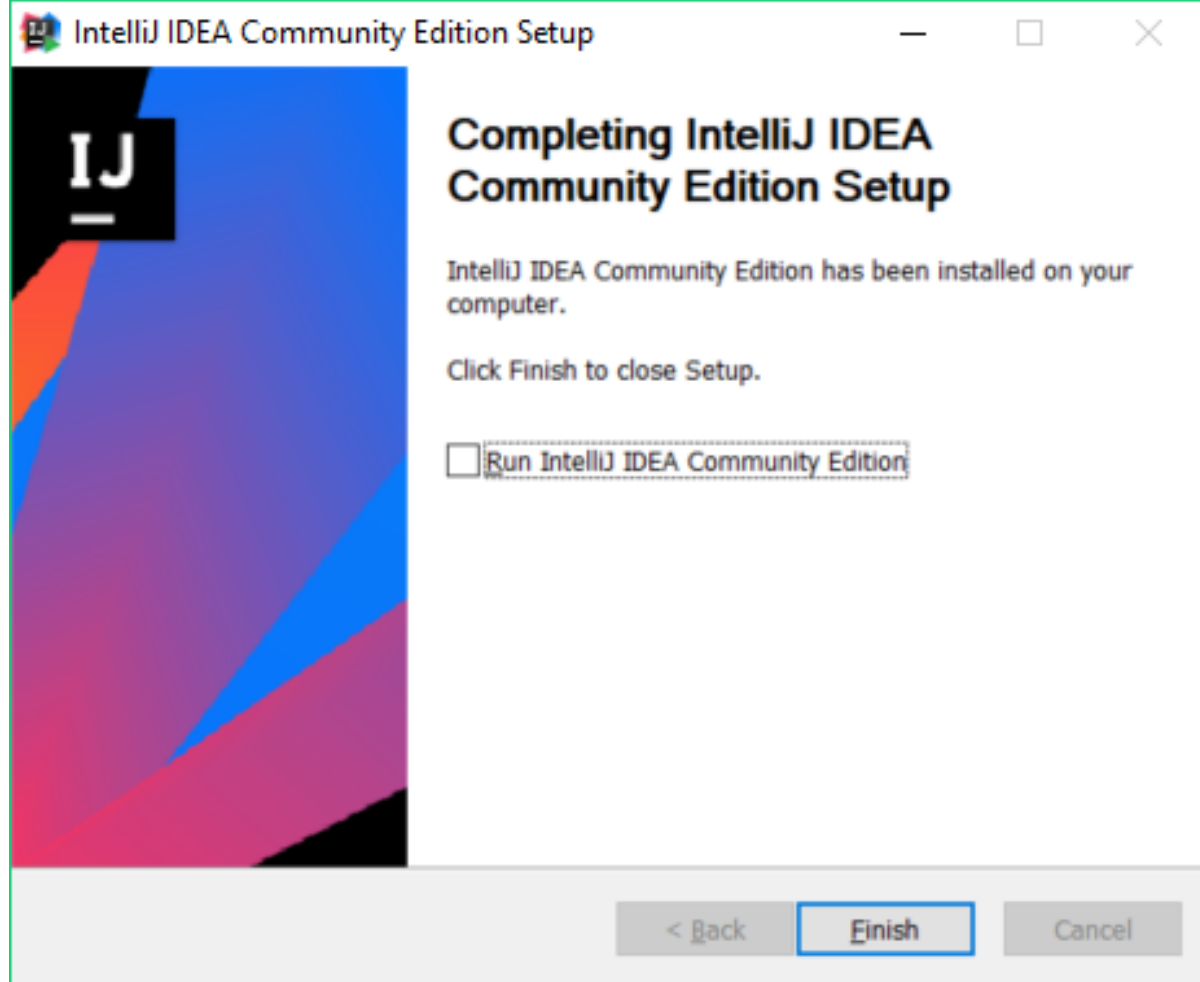 IntelliJ IDEA Community Edition Setup
IJ
Completing IntelliJ IDEA
Community Edition Setup
IntelliJ IDEA Community Edition has been installed on your
computer.
Click Finish to close Setup.
Run IntelliJ IDEA Community Edition
< Back
Finish
Cancel